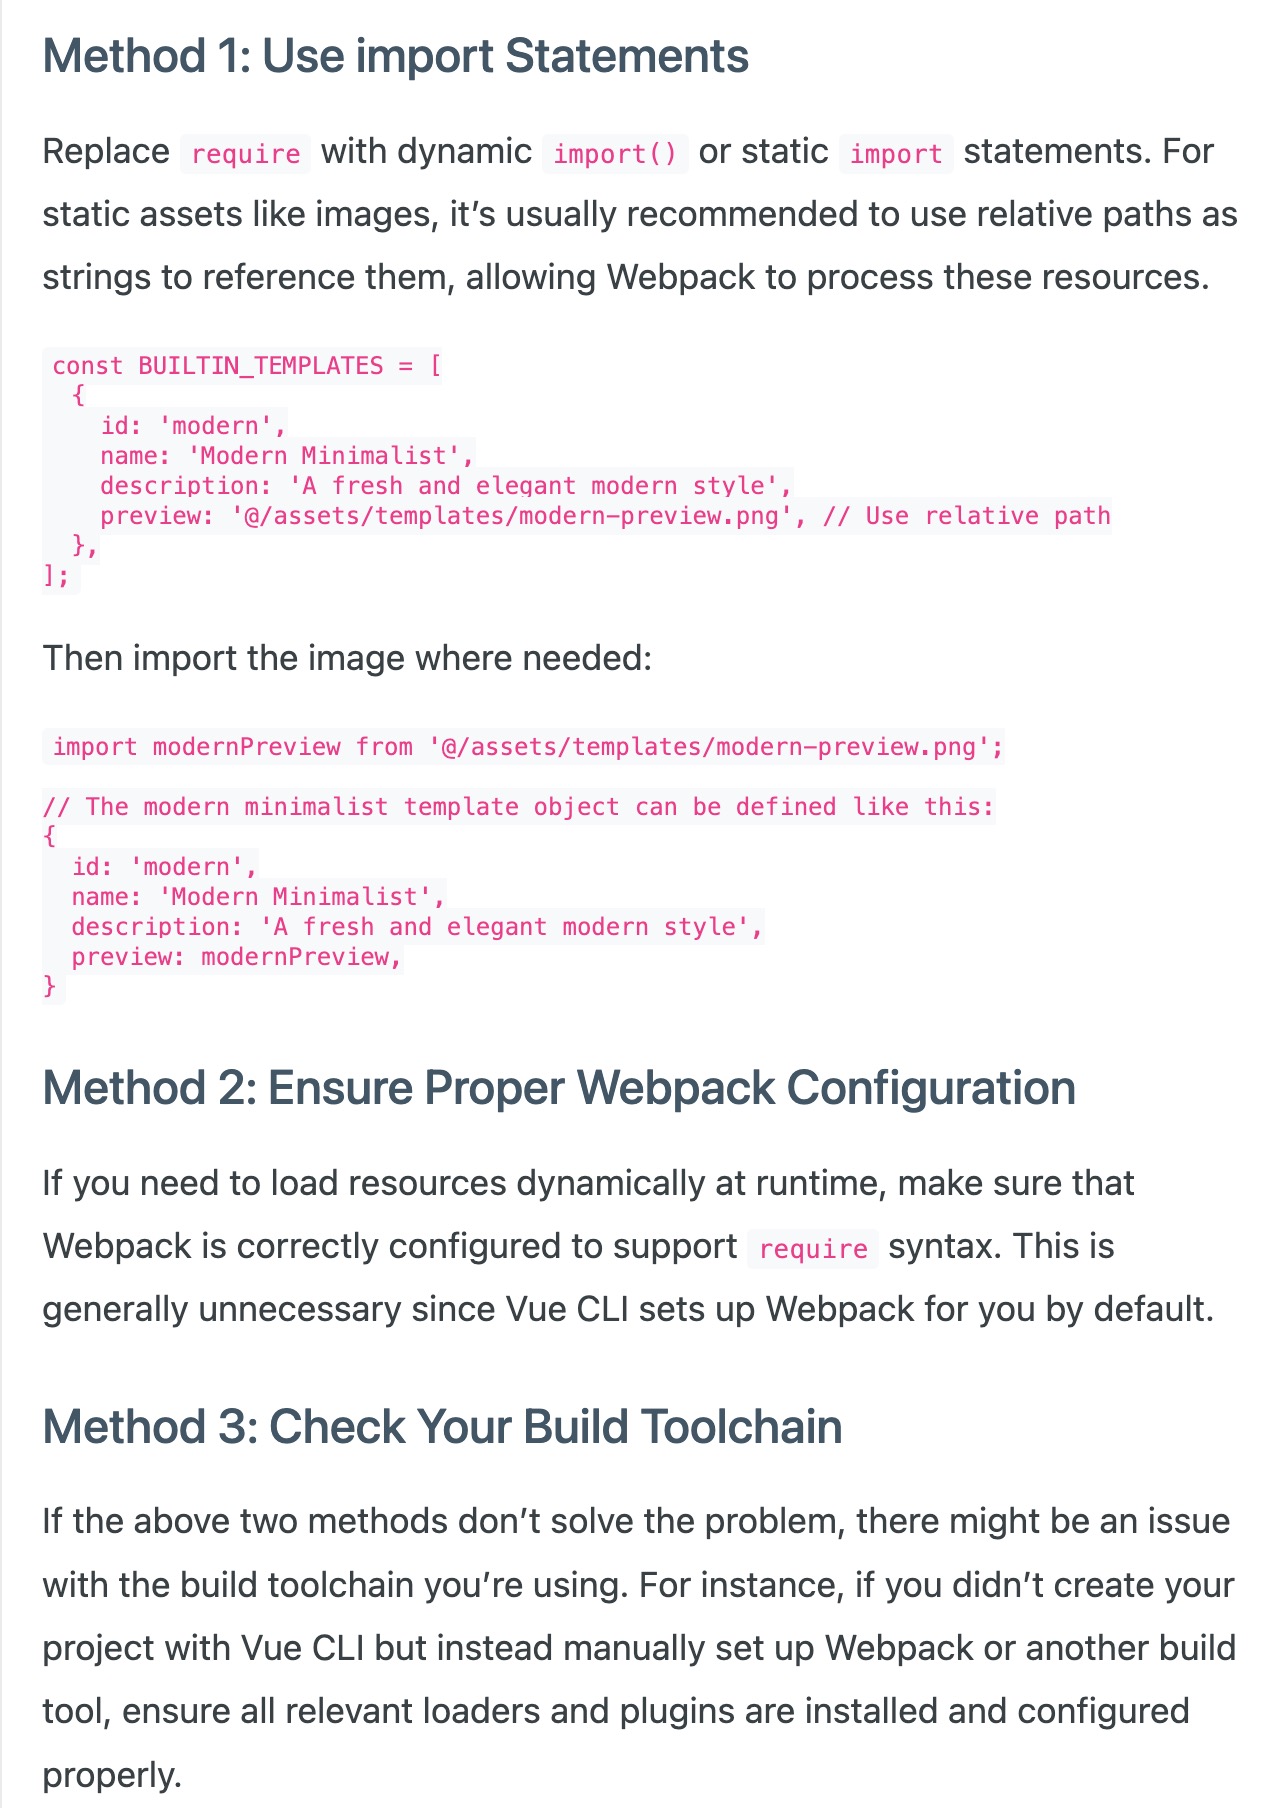 Method 1: Use import Statements
Replace require with dynamic import() or static import statements. For
static assets like images, it’s usually recommended to use relative paths as
strings to reference them, allowing Webpack to process these resources.
const BUILTIN_TEMPLATES = [
  {
    id: 'modern',
    name: 'Modern Minimalist',
    description: 'A fresh and elegant modern style',
    preview: '@/assets/templates/modern-preview.png', // Use relative path
  },
];
Then import the image where needed:
import modernPreview from '@/assets/templates/modern-preview.png';
// The modern minimalist template object can be defined like this:
{
  id: 'modern',
  name: 'Modern Minimalist',
  description: 'A fresh and elegant modern style',
  preview: modernPreview,
}
Method 2: Ensure Proper Webpack Configuration
If you need to load resources dynamically at runtime, make sure that
Webpack is correctly configured to support require syntax. This is
generally unnecessary since Vue CLI sets up Webpack for you by default.
Method 3: Check Your Build Toolchain
If the above two methods don’t solve the problem, there might be an issue
with the build toolchain you’re using. For instance, if you didn’t create your
project with Vue CLI but instead manually set up Webpack or another build
tool, ensure all relevant loaders and plugins are installed and configured
properly.